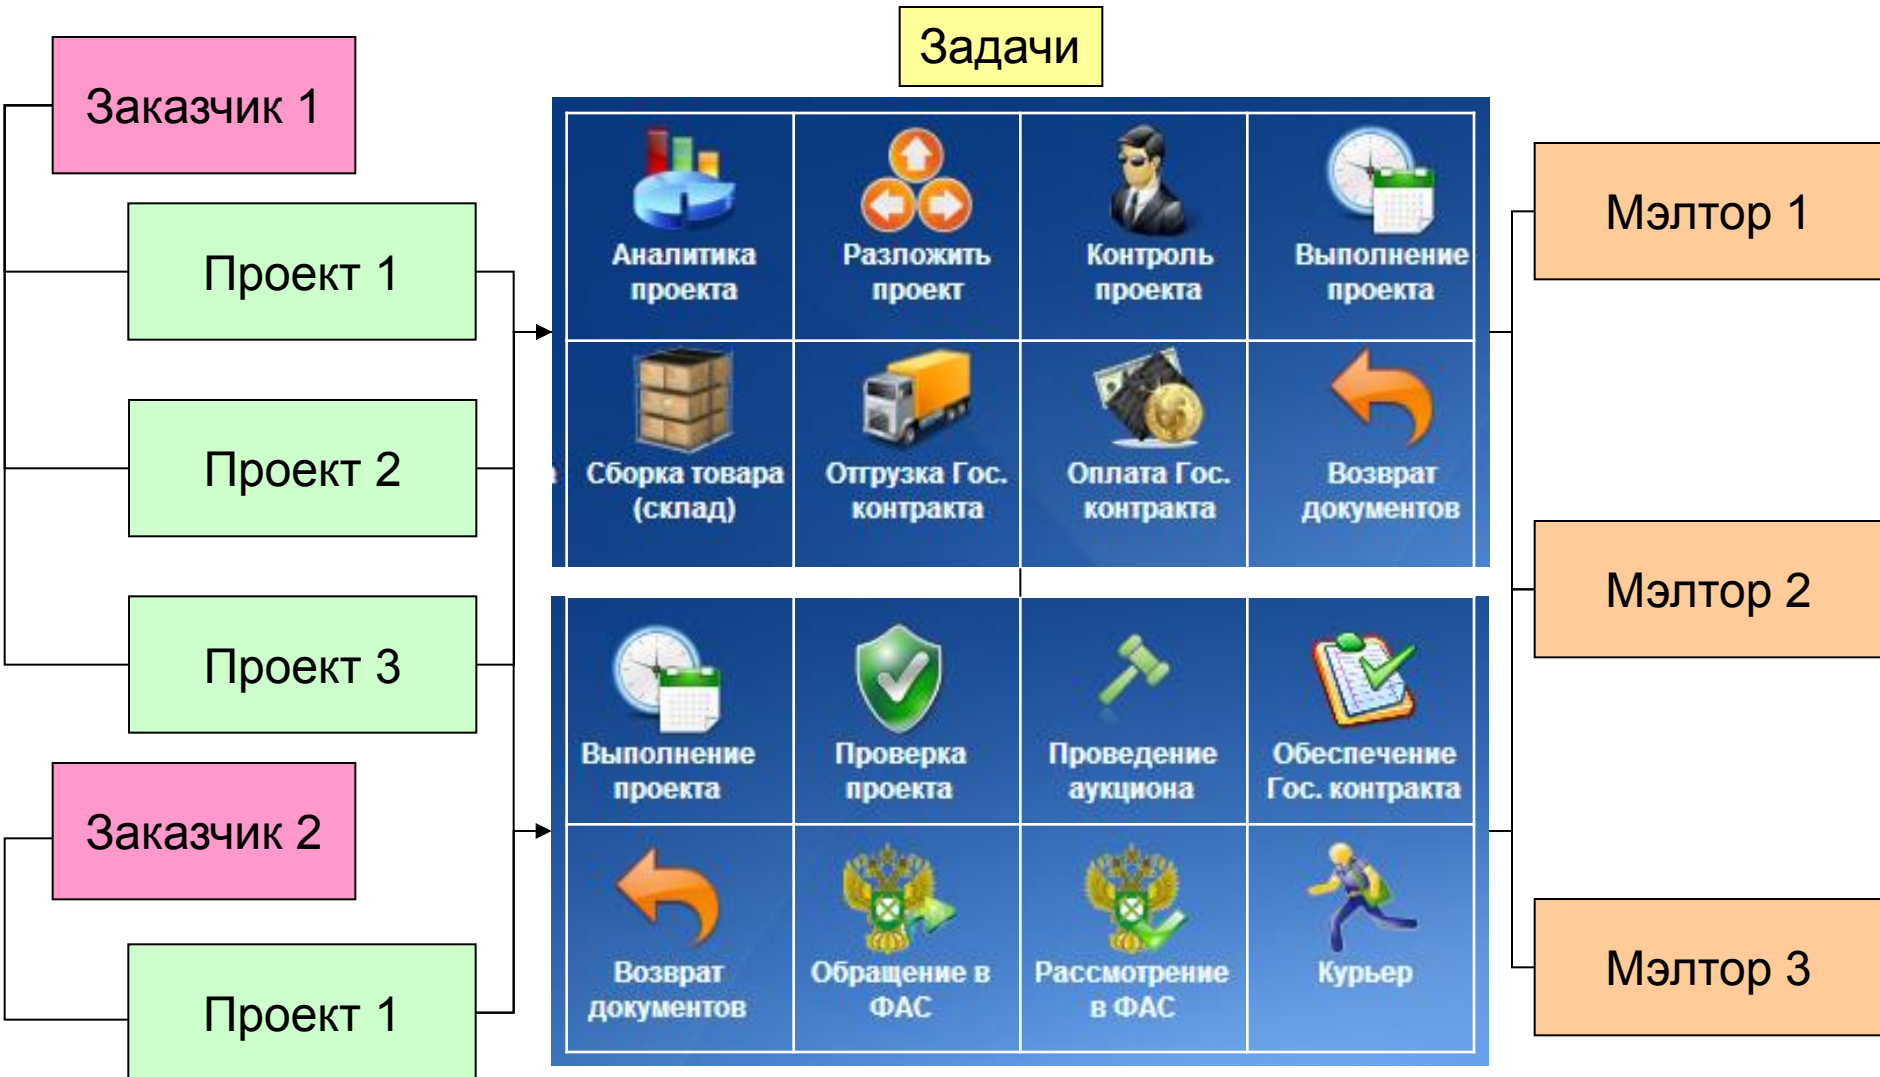 Задачи
Заказчик 1
Проект 1
Проект 2
Проект 3
Заказчик 2
Проект 1
Аналитика
проекта
Разложить
проект
Контроль
проекта
Выполнение
проекта
а
Сборка товара
(склад)
Отгрузка Гос.
контракта
Оплата Гос.
контракта
Возврат
документов
Выполнение
проекта
Проверка
проекта
Проведение
аукциона
Обеспечение
Гос. контракта
Возврат
документов
Обращение в
ФАС
Рассмотрение
в ФАС
Курьер
Мэлтор 1
Мэлтор 2
Мэлтор 3